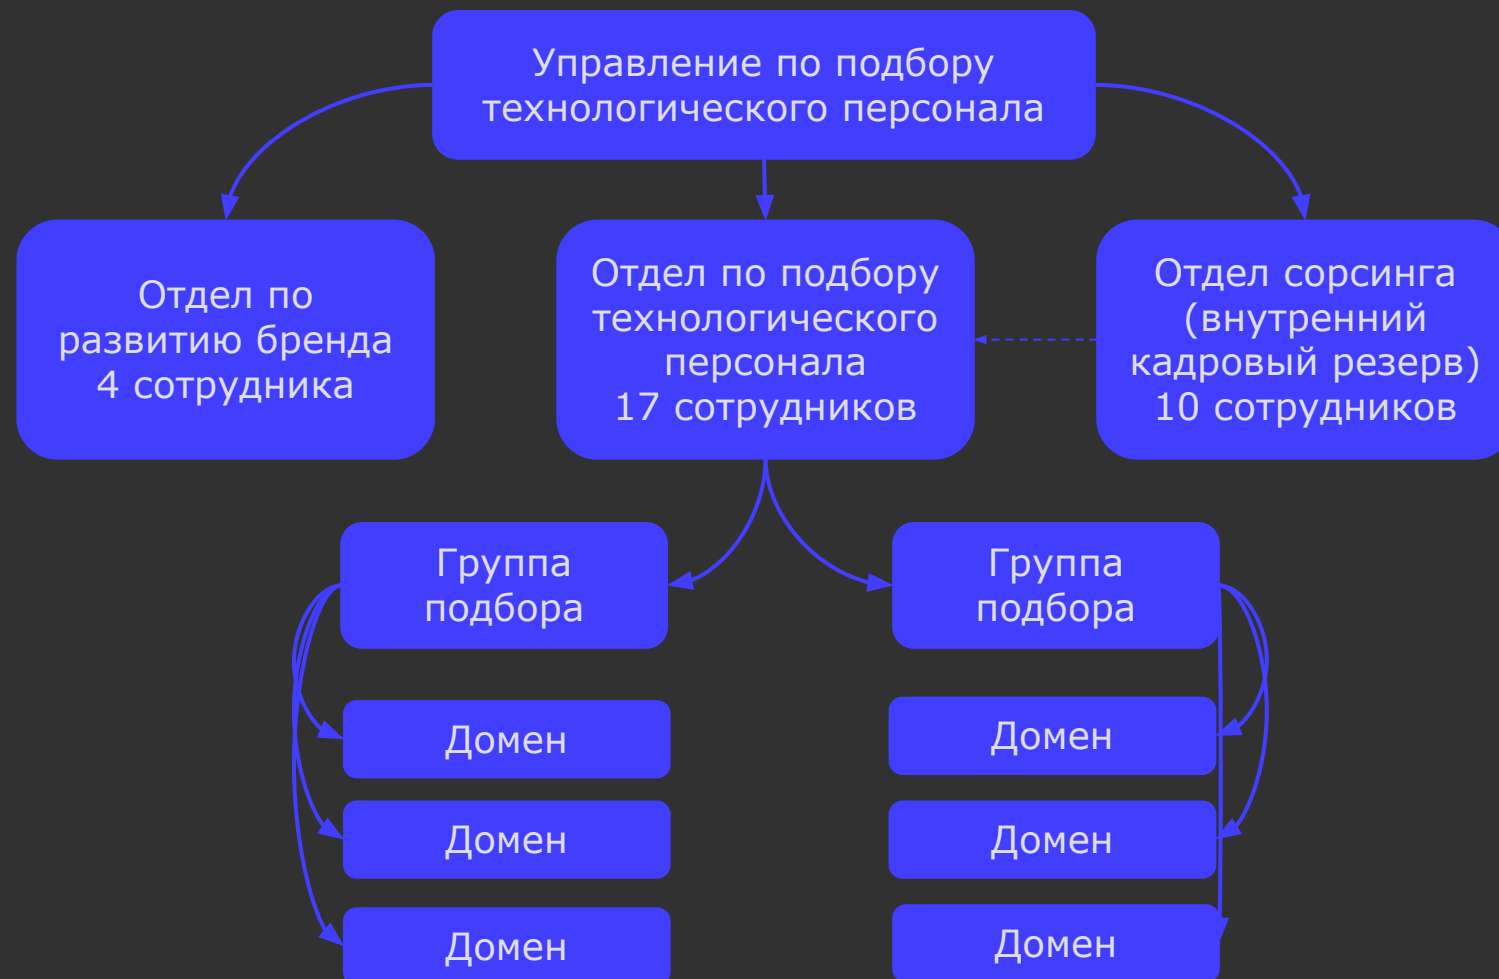 Управление по подбору
технологического персонала
Отдел по
развитию бренда
4 сотрудника
Отдел по подбору
технологического
персонала
17 сотрудников
Отдел сорсинга
(внутренний
кадровый резерв)
10 сотрудников
Группа
подбора
Группа
подбора
Домен
Домен
Домен
Домен
Домен
Домен